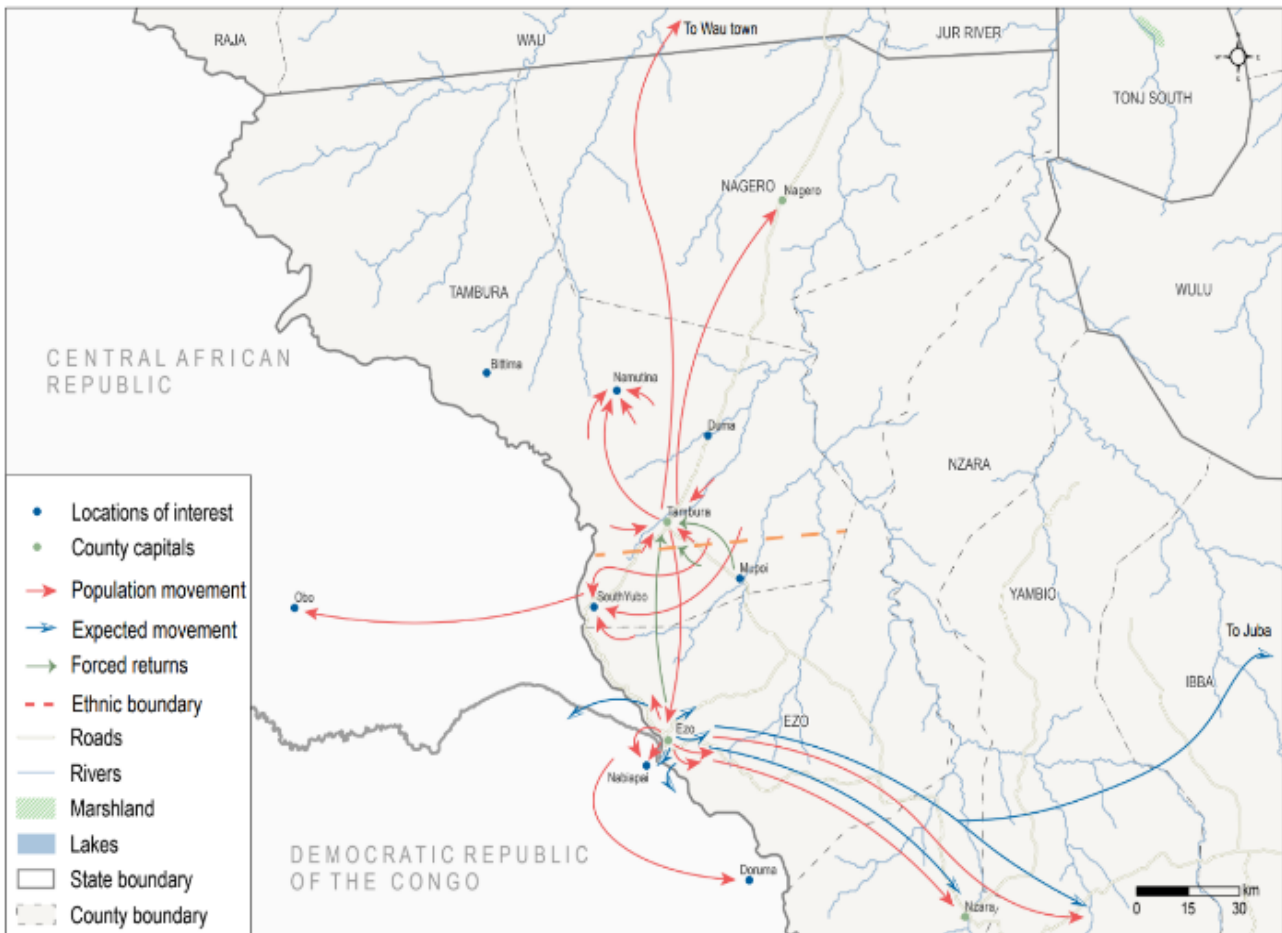 To Wau town
RAJA
WAU
JUR RIVER
TONJ SOUTH
N
W
E
S
NAGERO
Nagero
TAMBURA
WULU
CENTRAL AFRICAN
REPUBLIC
Bittima
Namutina
Duma
NZARA
Tambura
Mupoi
SouthYubo
Obo
YAMBIO
To Juba
IBBA
EZO
Ezo
Nabiapai
Doruma
DEMOCRATIC REPUBLIC
OF THE CONGO
Nzara
km
0 15 30
Locations of interest
County capitals
Population movement
Expected movement
Forced returns
Ethnic boundary
Roads
Rivers
Marshland
Lakes
State boundary
County boundary